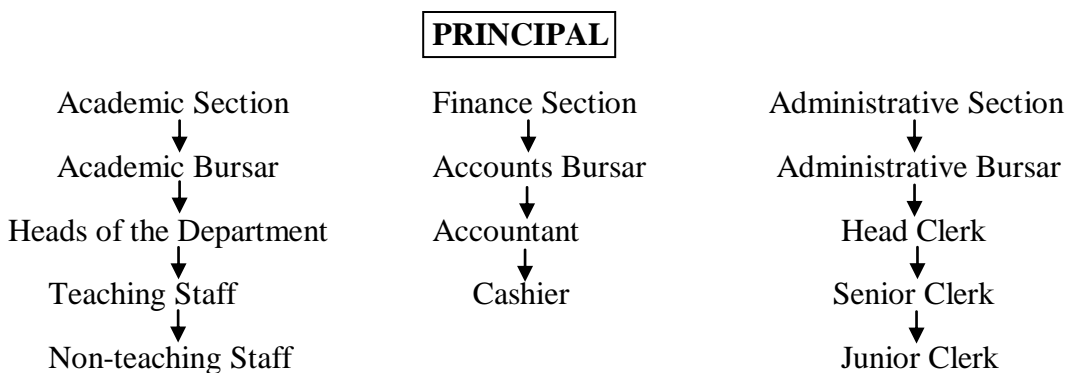 PRINCIPAL
Academic Section Finance Section Administrative Section
Academic Bursar Accounts Bursar Administrative Bursar
Heads of the Department Accountant Head Clerk
Teaching Staff Cashier Senior Clerk
Non-teaching Staff Junior Clerk